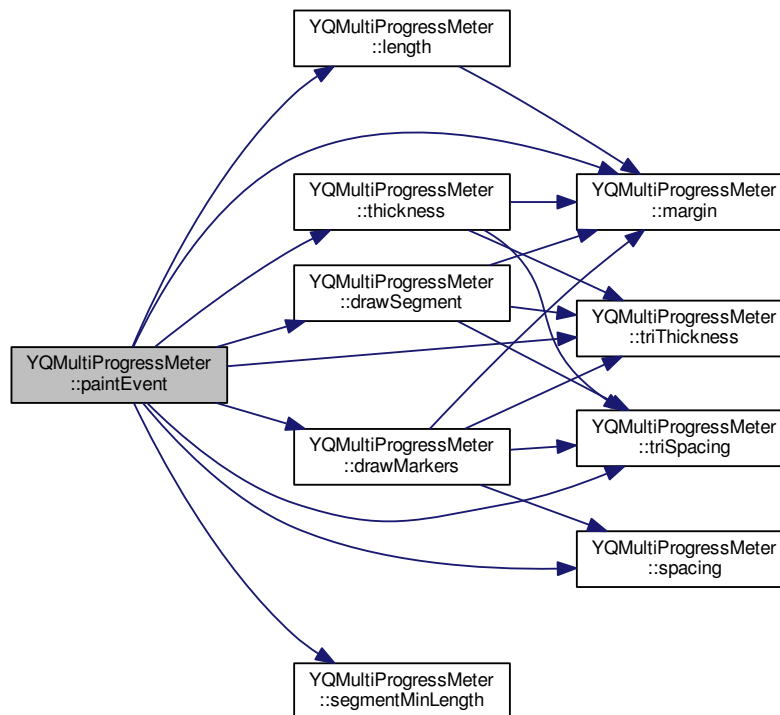 YQMultiProgressMeter
::length
YQMultiProgressMeter
::margin
YQMultiProgressMeter
::thickness
YQMultiProgressMeter
::drawSegment
YQMultiProgressMeter
::triThickness
YQMultiProgressMeter
::paintEvent
YQMultiProgressMeter
::triSpacing
YQMultiProgressMeter
::drawMarkers
YQMultiProgressMeter
::spacing
YQMultiProgressMeter
::segmentMinLength